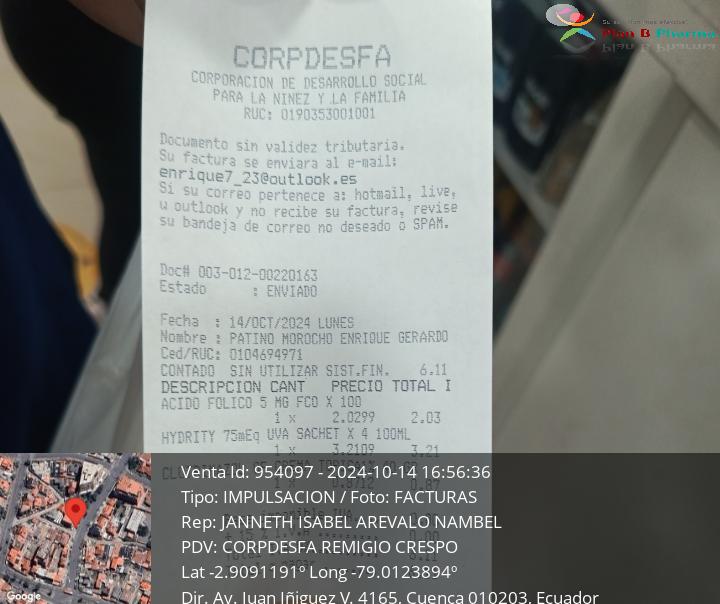 Plan B Pharma
CORPDESFA
CORPORACION DE DESARROLLO SOCIAL
PARA LA NINEZ Y LA FAMILIA
RUC: 0190353001001
Documento sin validez tributaria.
Su factura se enviara al e-mail:
enrique7_23@outlook.es
Si su correo pertenece a: hotmail, live,
u outlook y no recibe su factura, revise
su bandeja de correo no deseado o SPAM.
Doc# 003-012-00220163
Estado : ENVIADO
Fecha : 14/OCT/2024 LUNES
Nombre : PATINO MOROCHO ENRIQUE GERARDO
Ced/RUC: 0104694971
CONTADO SIN UTILIZAR SIST.FIN. 6.11
DESCRIPCION CANT PRECIO TOTAL I
ACIDO FOLICO 5 MG FCO X 100
1 x 2.0299 2.03
HYDRITY 75mEq UVA SACHET X 4 100ML
1 x 3.2109 3.21
Venta Id: 954097 - 2024-10-14 16:56:36
Tipo: IMPULSACION / Foto: FACTURAS
Rep: JANNETH ISABEL AREVALO NAMBEL
PDV: CORPDESFA REMIGIO CRESPO
Lat -2.9091191º Long -79.0123894º
Dir. Av. Juan Iñiguez V. 4165, Cuenca 010203, Ecuador
Google